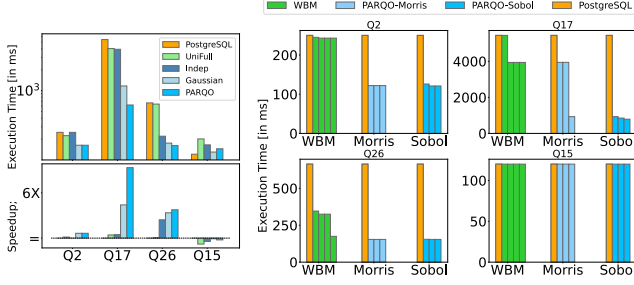 WBM PARQO-Morris PARQO-Sobol PostgreSQL
Execution Time [in ms]
10³
PostgreSQL
UniFull
Indep
Gaussian
PARQO
Speedup;
6X
=
Q2 Q17 Q26 Q15
Execution Time [in ms]
Q2
200
100
0
WBM Morris Sobol
Q17
4000
2000
0
WBM Morris Sobol
Q26
500
250
0
WBM Morris Sobol
Q15
100
50
0
WBM Morris Sobol